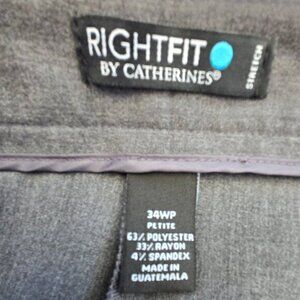 RIGHTFIT
BY CATHERINES®
STRETCH
34WP
PETITE
63% POLYESTER
33% RAYON
4% SPANDEX
MADE IN
GUATEMALA